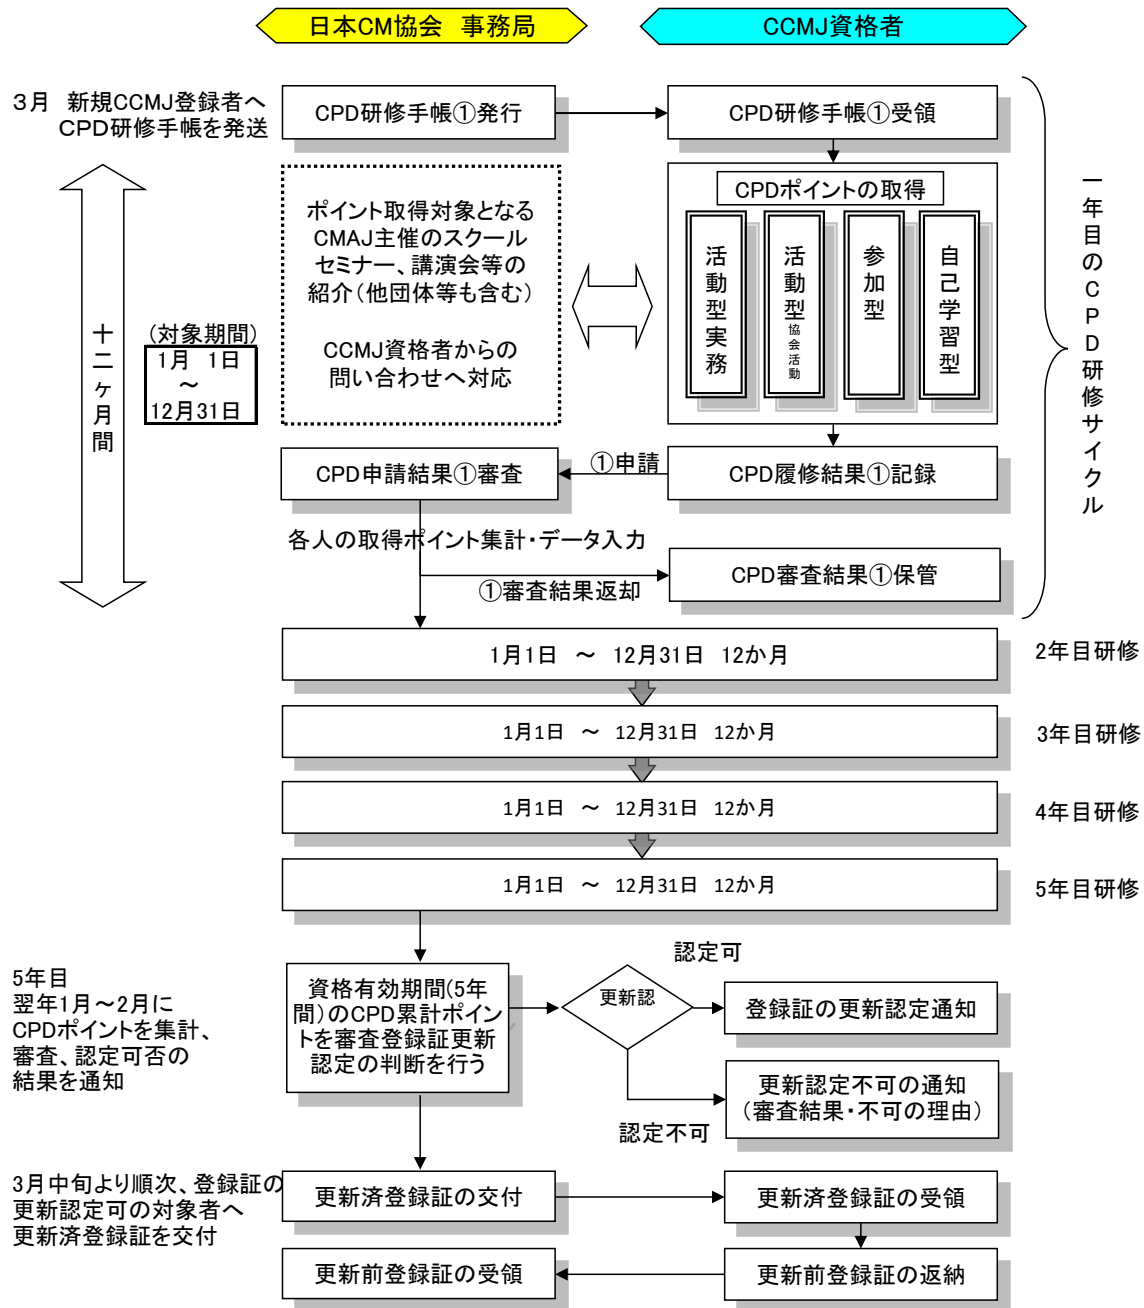 日本CM協会　事務局
CCMJ資格者
3月　新規CCMJ登録者へ
CPD研修手帳を発送
CPD研修手帳①発行
CPD研修手帳①受領
一年目のCPD研修サイクル
十二ヶ月間
(対象期間)
1月　1日
～
12月31日
ポイント取得対象となる
CMAJ主催のスクール
セミナー、講演会等の
紹介(他団体等も含む)
CCMJ資格者からの
問い合わせへ対応
CPDポイントの取得
活動型実務
活動型協会活動
参加型
自己学習型
CPD申請結果①審査
①申請
CPD履修結果①記録
各人の取得ポイント集計・データ入力
①審査結果返却
CPD審査結果①保管
1月1日　～　12月31日　12か月
2年目研修
1月1日　～　12月31日　12か月
3年目研修
1月1日　～　12月31日　12か月
4年目研修
1月1日　～　12月31日　12か月
5年目研修
5年目
翌年1月～2月に
CPDポイントを集計、
審査、認定可否の
結果を通知
資格有効期間(5年
間)のCPD累計ポイン
トを審査登録証更新
認定の判断を行う
更新認
認定可
登録証の更新認定通知
認定不可
更新認定不可の通知
(審査結果・不可の理由)
3月中旬より順次、登録証の
更新認定可の対象者へ
更新済登録証を交付
更新済登録証の交付
更新済登録証の受領
更新前登録証の受領
更新前登録証の返納